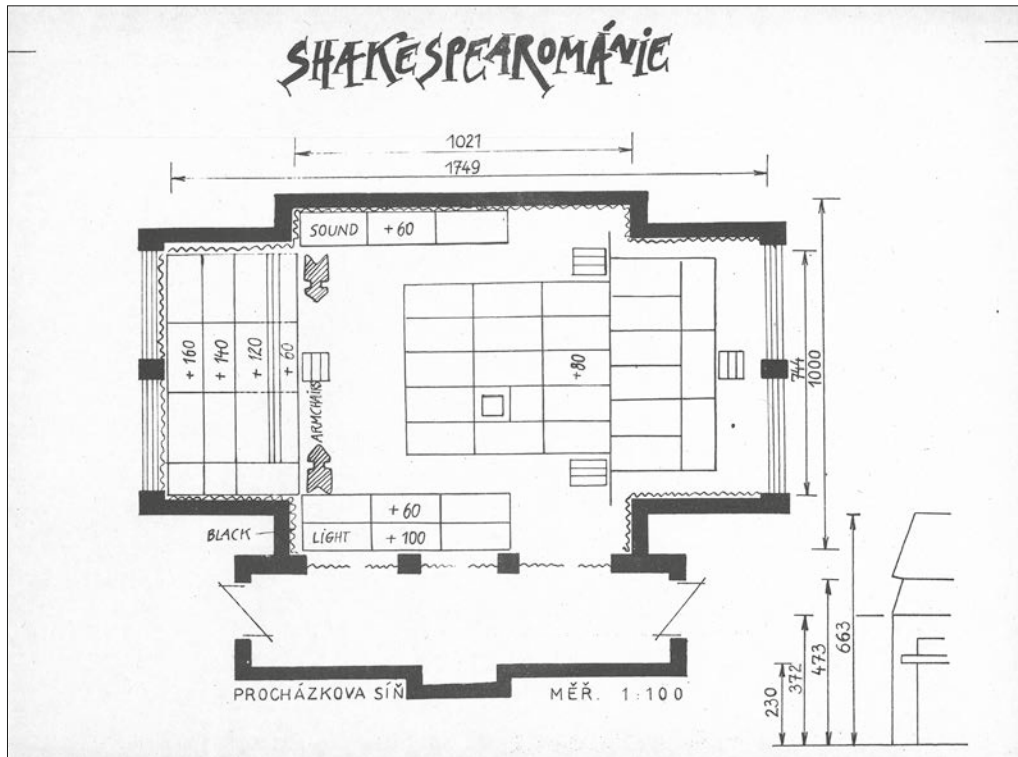 SHAKESPEAROMÁNIE
1021
1749
SOUND +60
+160 +140 +120 +60
ARMCHAIRS
+80
744
1000
+60
BLACK
LIGHT +100
663
473
372
230
PROCHÁZKOVA SÍŇ MĚŘ. 1:100